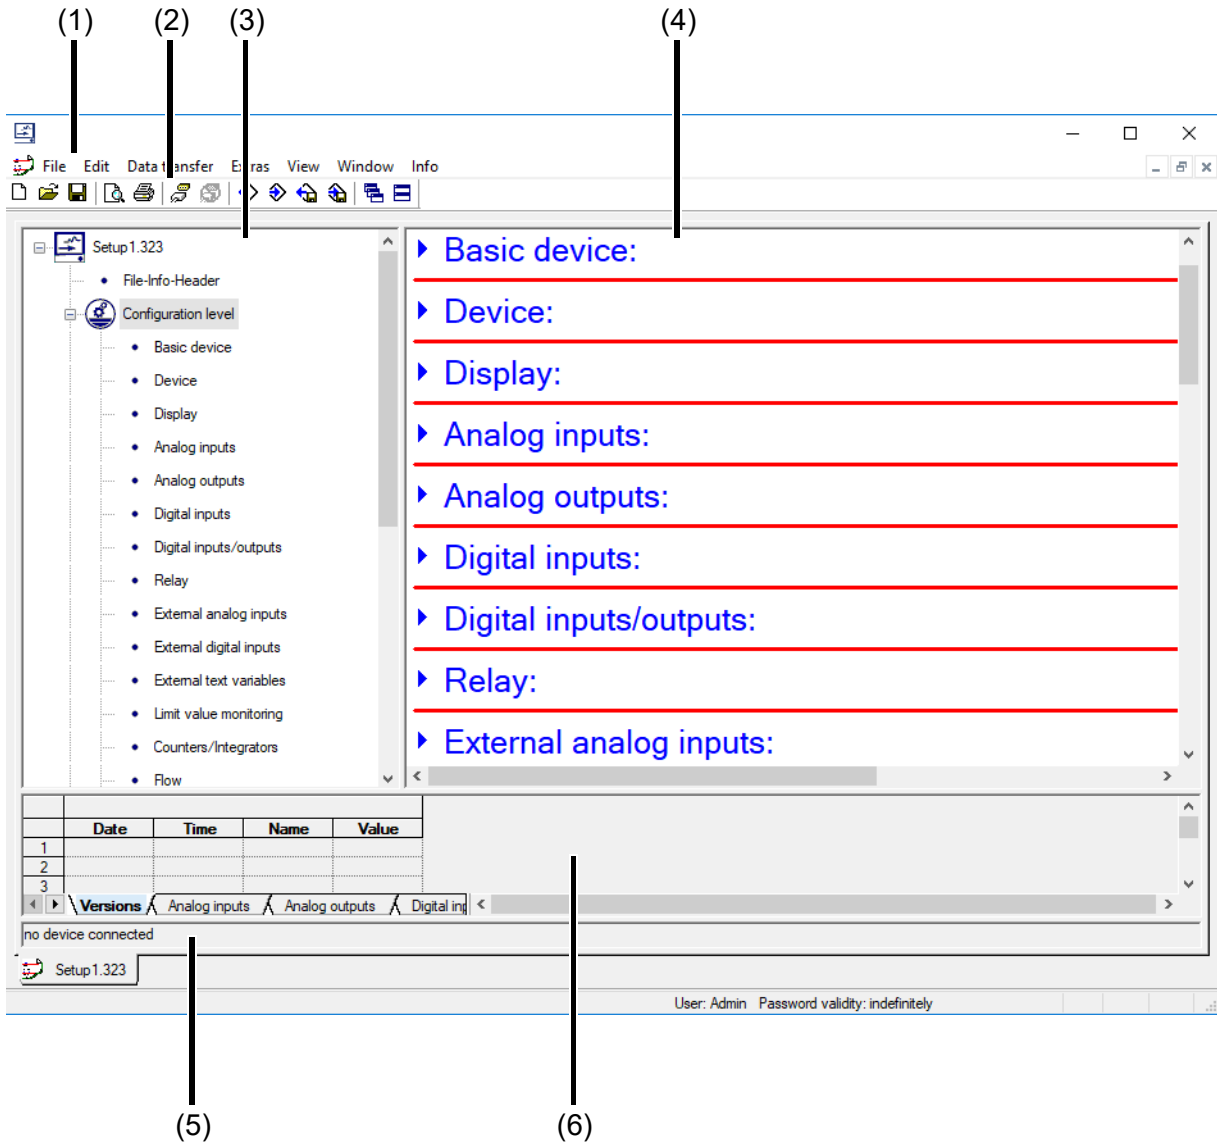 (1) (2) (3) (4)
File Edit Data transfer Extras View Window Info
Setup1.323
File-Info-Header
Configuration level
Basic device
Device
Display
Analog inputs
Analog outputs
Digital inputs
Digital inputs/outputs
Relay
External analog inputs
External digital inputs
External text variables
Limit value monitoring
Counters/Integrators
Flow
Basic device:
Device:
Display:
Analog inputs:
Analog outputs:
Digital inputs:
Digital inputs/outputs:
Relay:
External analog inputs:
Date Time Name Value
1
2
3
Versions Analog inputs Analog outputs Digital inp
no device connected
Setup1.323
User: Admin Password validity: indefinitely
(5) (6)